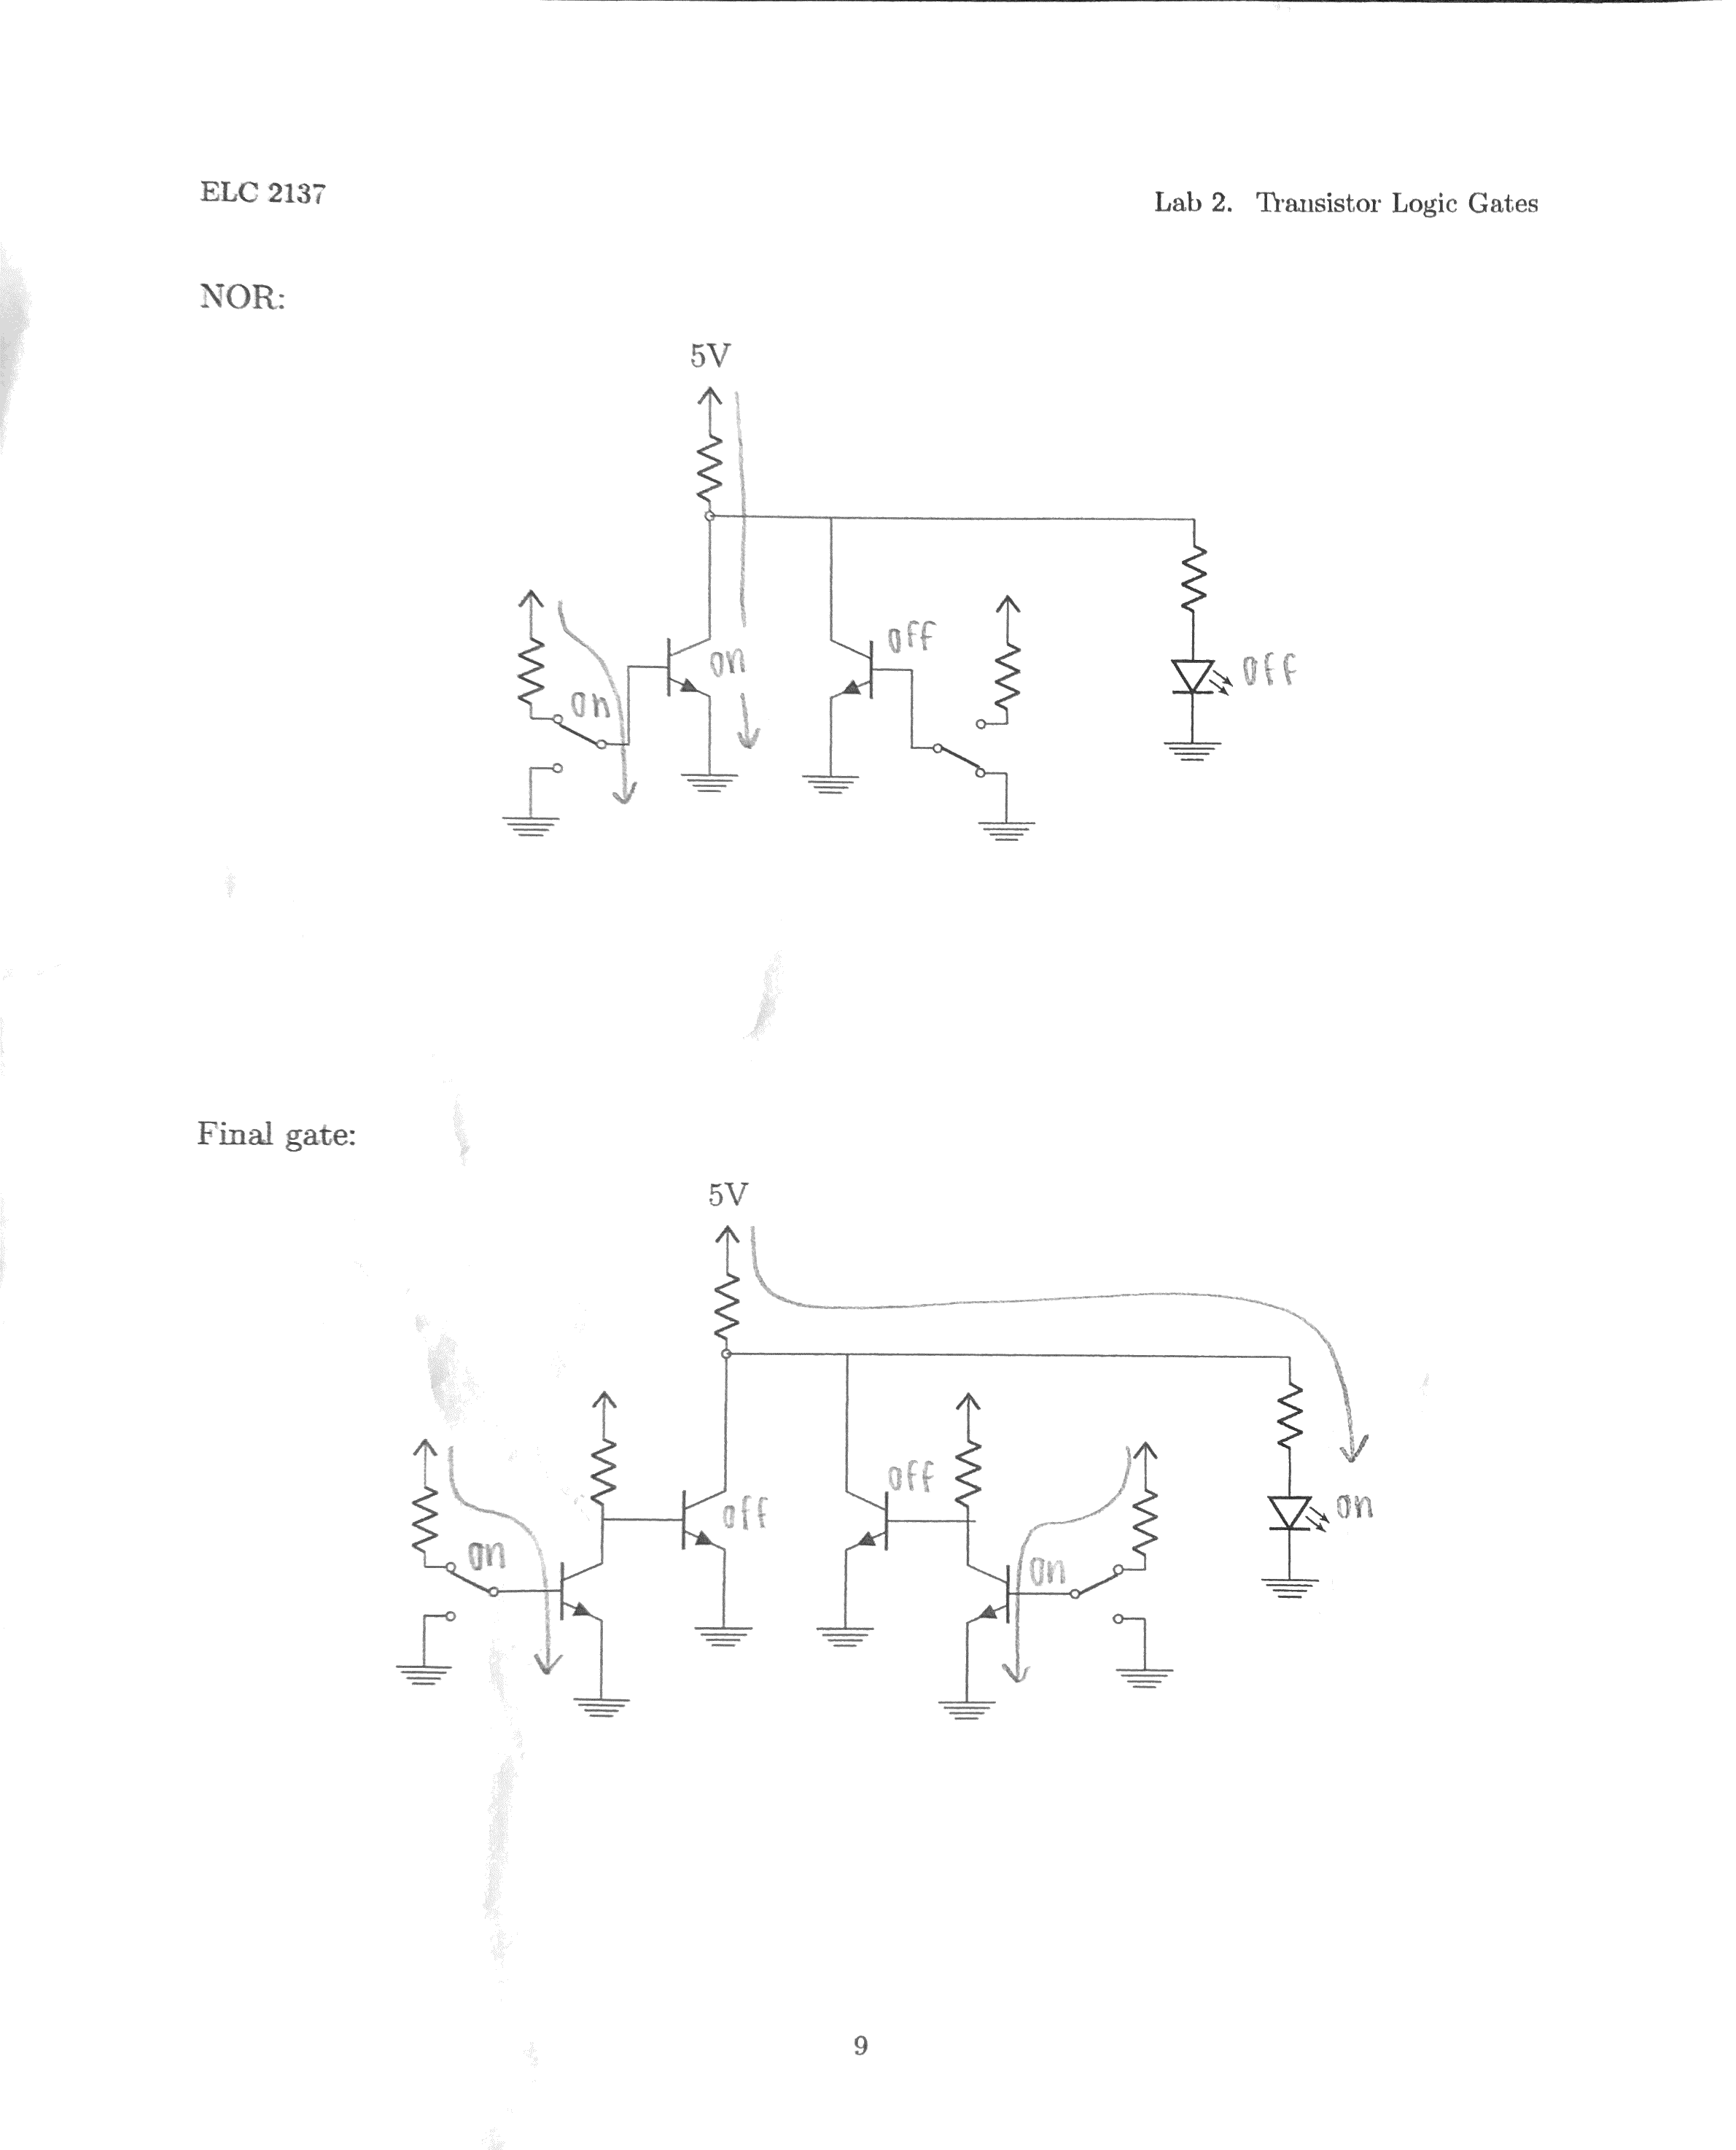 ELC 2137
Lab 2. Transistor Logic Gates
NOR:
5V
off
on
off
on
Final gate:
5V
off
off
on
on
on
9